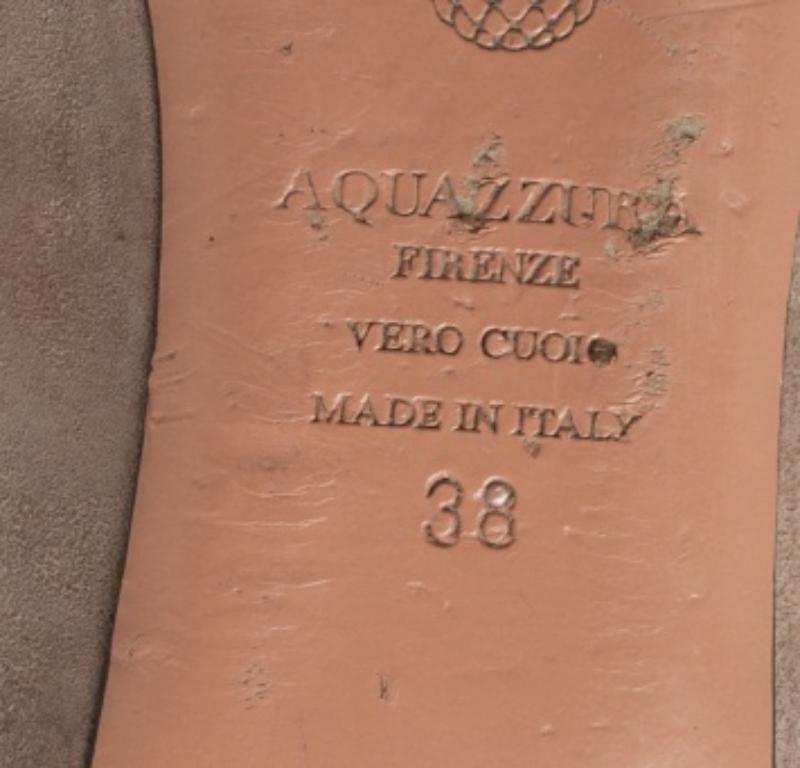 AQUAZZURA
FIRENZE
VERO CUOIO
MADE IN ITALY
38